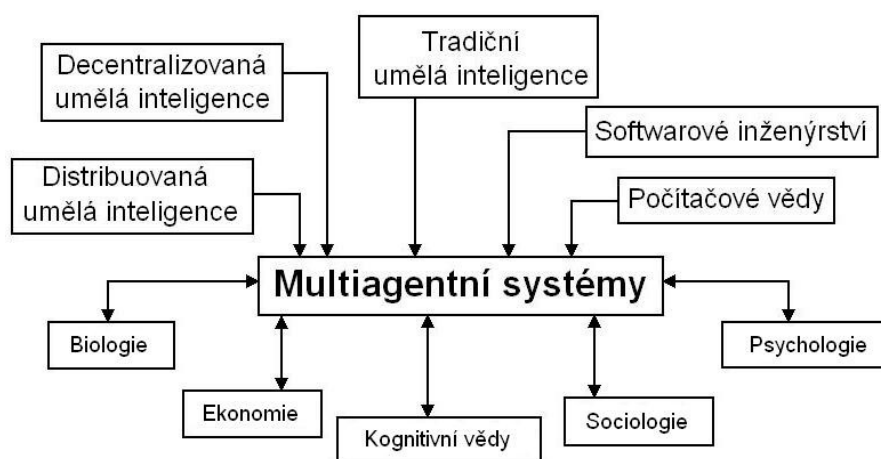 Tradiční
umělá inteligence
Decentralizovaná
umělá inteligence
Softwarové inženýrství
Distribuovaná
umělá inteligence
Počítačové vědy
Multiagentní systémy
Biologie
Psychologie
Ekonomie
Sociologie
Kognitivní vědy